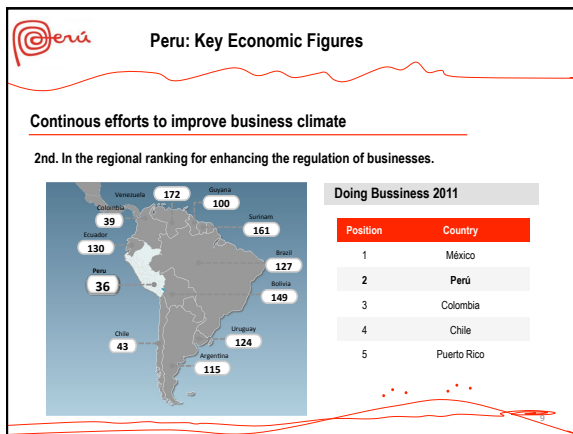 Perú
Peru: Key Economic Figures
Continous efforts to improve business climate
2nd. In the regional ranking for enhancing the regulation of businesses.
Venezuela 172
Guyana
100
Colombia
39
Surinam
161
Ecuador
130
Brazil
127
Peru
36
Bolivia
149
Chile
43
Uruguay
124
Argentina
115
Doing Bussiness 2011
Position Country
1 México
2 Perú
3 Colombia
4 Chile
5 Puerto Rico
9